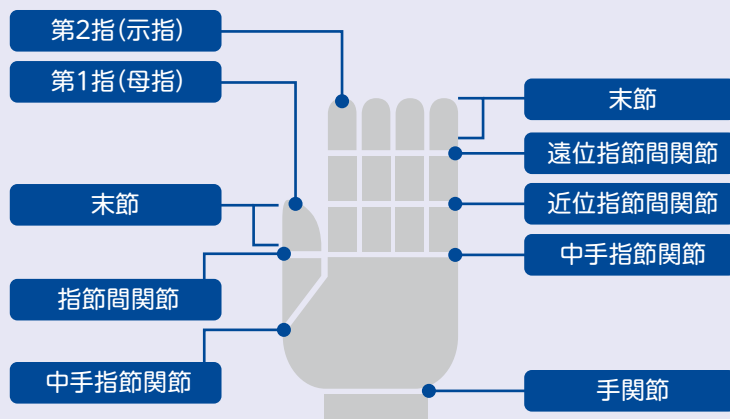 第2指(示指)
第1指(母指)
末節
指節間関節
中手指節関節
末節
遠位指節間関節
近位指節間関節
中手指節関節
手関節